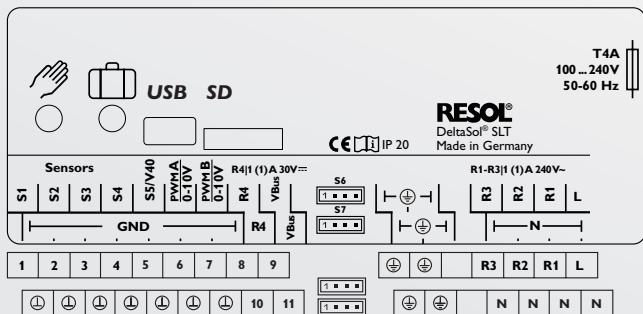 T4A
100 ... 240V
50-60 Hz
USB SD
RESOL®
DeltaSol® SLT
Made in Germany
CE IP 20
Sensors
R4|1 (1) A 30V⎓
R1-R3|1 (1) A 240V~
S1 S2 S3 S4 S5/V40 PWM A 0-10V PWM B 0-10V R4 VBus
S6
R3 R2 R1 L
S7
GND R4 VBus
N
1 2 3 4 5 6 7 8 9
R3 R2 R1 L
1
10 11
1
N N N N